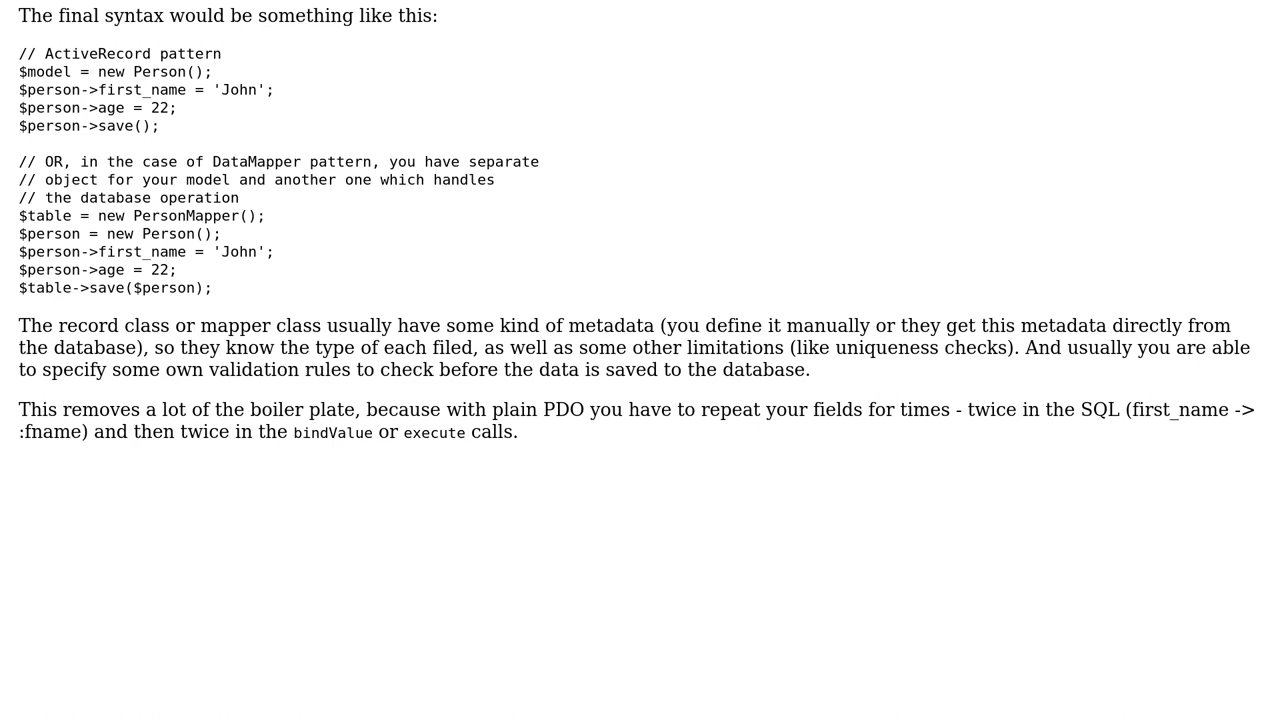 The final syntax would be something like this:
// ActiveRecord pattern
$model = new Person();
$person->first_name = 'John';
$person->age = 22;
$person->save();
// OR, in the case of DataMapper pattern, you have separate
// object for your model and another one which handles
// the database operation
$table = new PersonMapper();
$person = new Person();
$person->first_name = 'John';
$person->age = 22;
$table->save($person);
The record class or mapper class usually have some kind of metadata (you define it manually or they get this metadata directly from
the database), so they know the type of each filed, as well as some other limitations (like uniqueness checks). And usually you are able
to specify some own validation rules to check before the data is saved to the database.
This removes a lot of the boiler plate, because with plain PDO you have to repeat your fields for times - twice in the SQL (first_name ->
:fname) and then twice in the bindValue or execute calls.